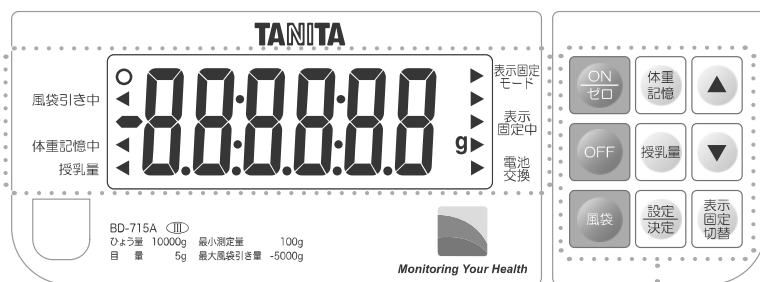 TANITA
風袋引き中
体重記憶中
授乳量
88:88:88
g
表示固定
モード
表示
固定中
電池
交換
BD-715A Ⅲ
ひょう量 10000g 最小測定量 100g
目 量 5g 最大風袋引き量 -5000g
Monitoring Your Health
ON
ゼロ
体重
記憶
▲
OFF
授乳量
▼
風袋
設定
決定
表示
固定
切替